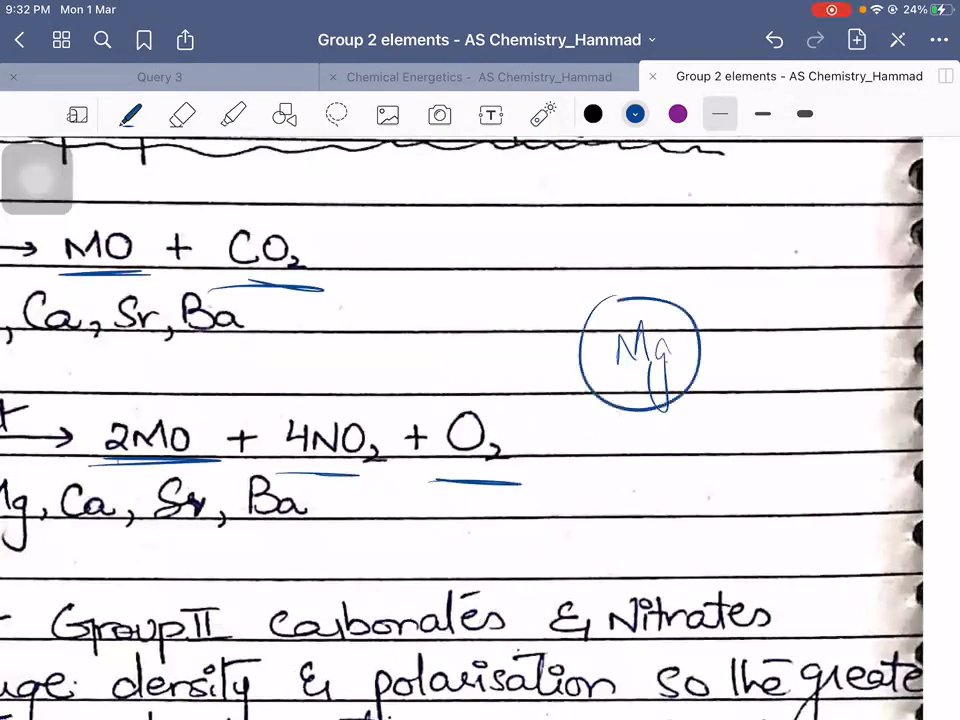 9:32 PM Mon 1 Mar 24%
Group 2 elements - AS Chemistry_Hammad
Query 3 Chemical Energetics - AS Chemistry_Hammad Group 2 elements - AS Chemistry_Hammad
→ MO + CO₂
, Ca, Sr, Ba
Mg
→ 2MO + 4NO₂ + O₂
Mg, Ca, Sr, Ba
Group II Carbonates & Nitrates
density & polarisation so the greate